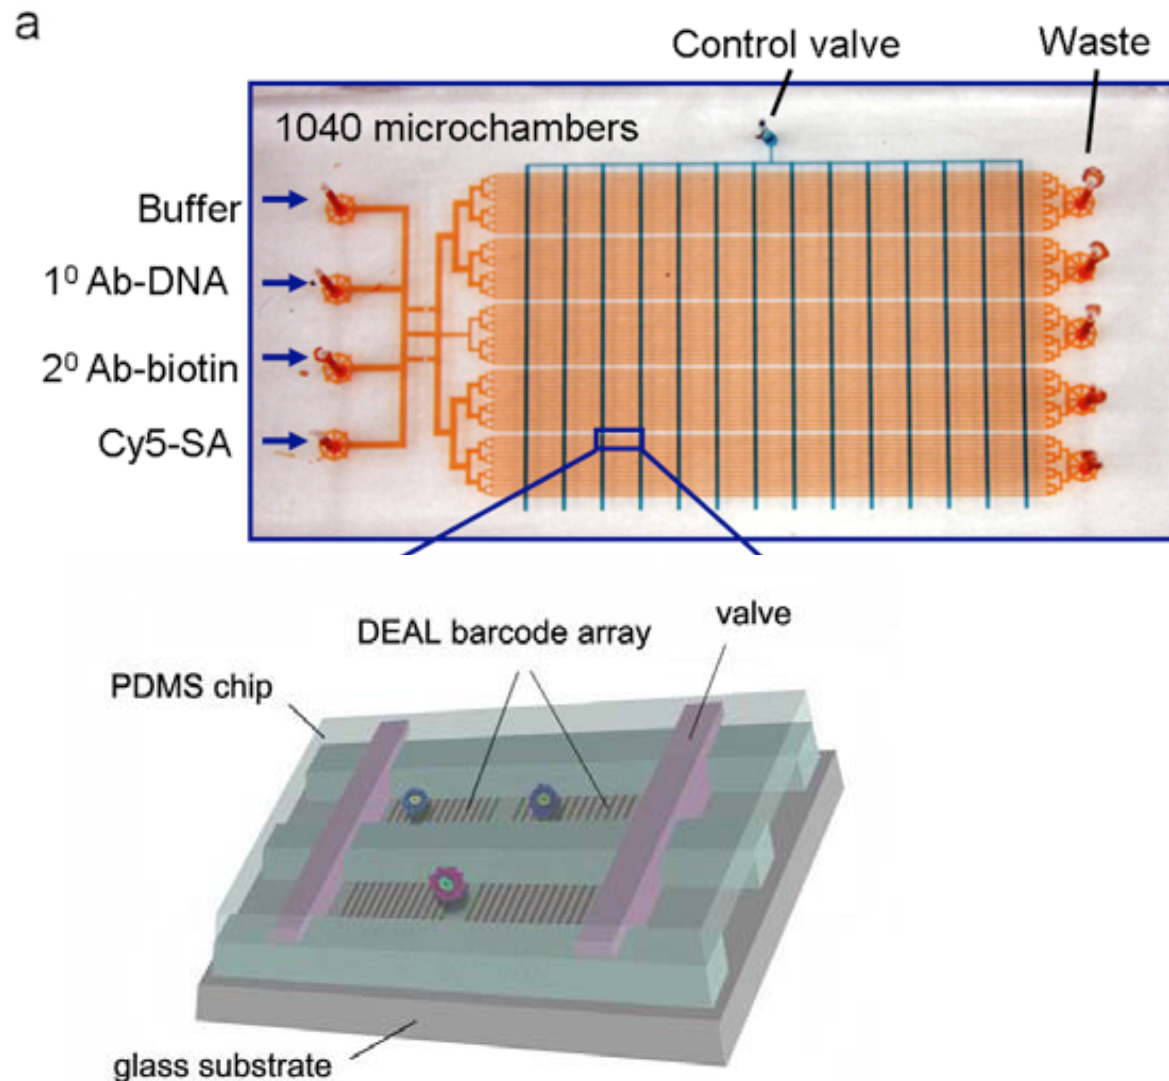 a
Control valve
Waste
1040 microchambers
Buffer
1⁰ Ab-DNA
2⁰ Ab-biotin
Cy5-SA
DEAL barcode array
valve
PDMS chip
glass substrate